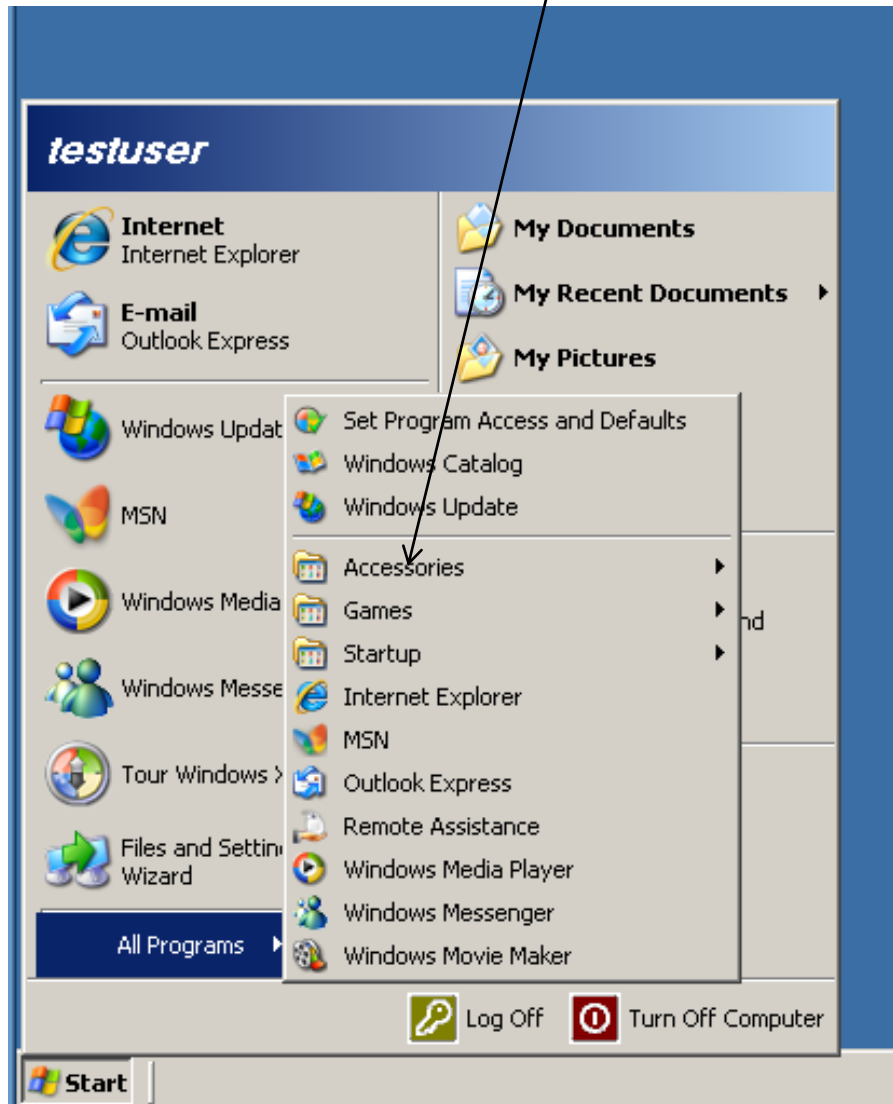 testuser
Internet
Internet Explorer
E-mail
Outlook Express
Windows Updat
MSN
Windows Media
Windows Messe
Tour Windows
Files and Settin
Wizard
All Programs
My Documents
My Recent Documents
My Pictures
nd
Set Program Access and Defaults
Windows Catalog
Windows Update
Accessories
Games
Startup
Internet Explorer
MSN
Outlook Express
Remote Assistance
Windows Media Player
Windows Messenger
Windows Movie Maker
Log Off
Turn Off Computer
Start